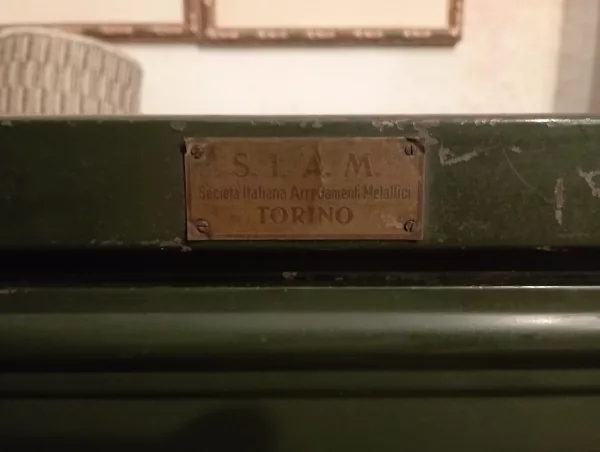 S. I. A. M.
Società Italiana Arredamenti Metallici
TORINO